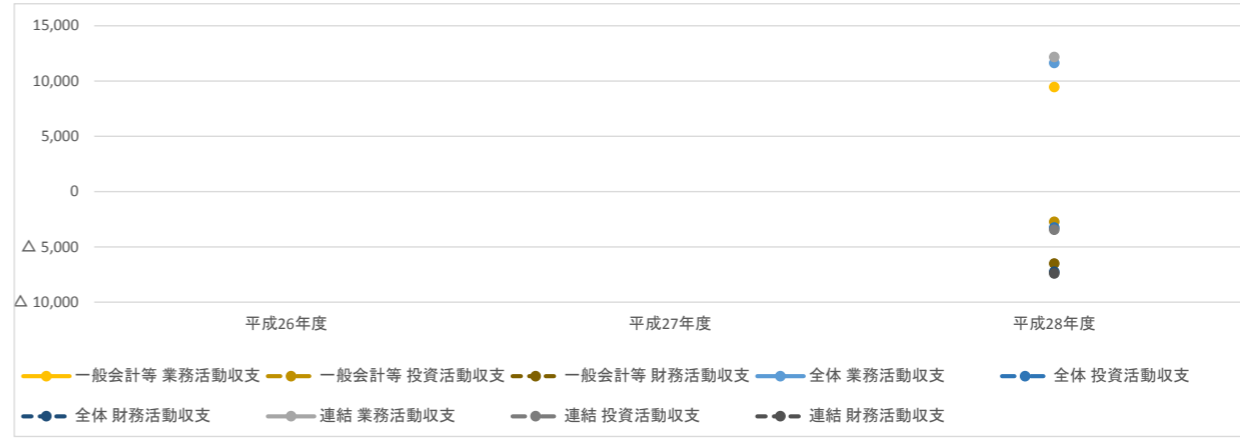 15,000
10,000
5,000
0
△ 5,000
△ 10,000
平成26年度 平成27年度 平成28年度
一般会計等 業務活動収支 一般会計等 投資活動収支 一般会計等 財務活動収支 全体 業務活動収支 全体 投資活動収支
全体 財務活動収支 連結 業務活動収支 連結 投資活動収支 連結 財務活動収支